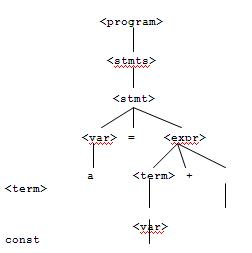 <program>
<stmts>
<stmt>
<var> = <expr>
a <term> +
<term>
<var>
const